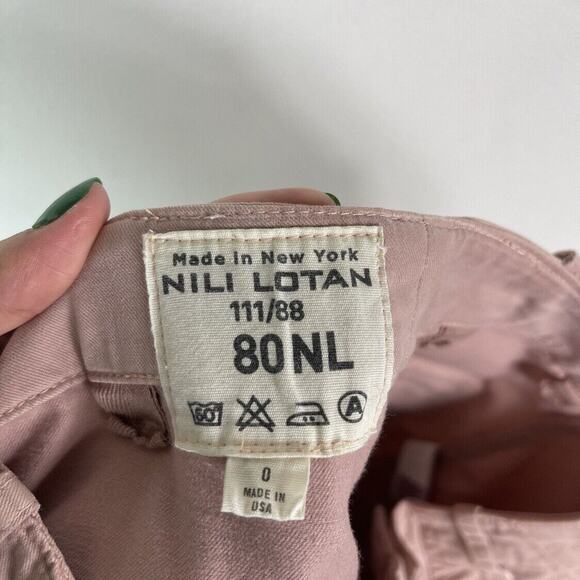 Made in New York
NILI LOTAN
111/88
80NL
60°
A
0
MADE IN
USA